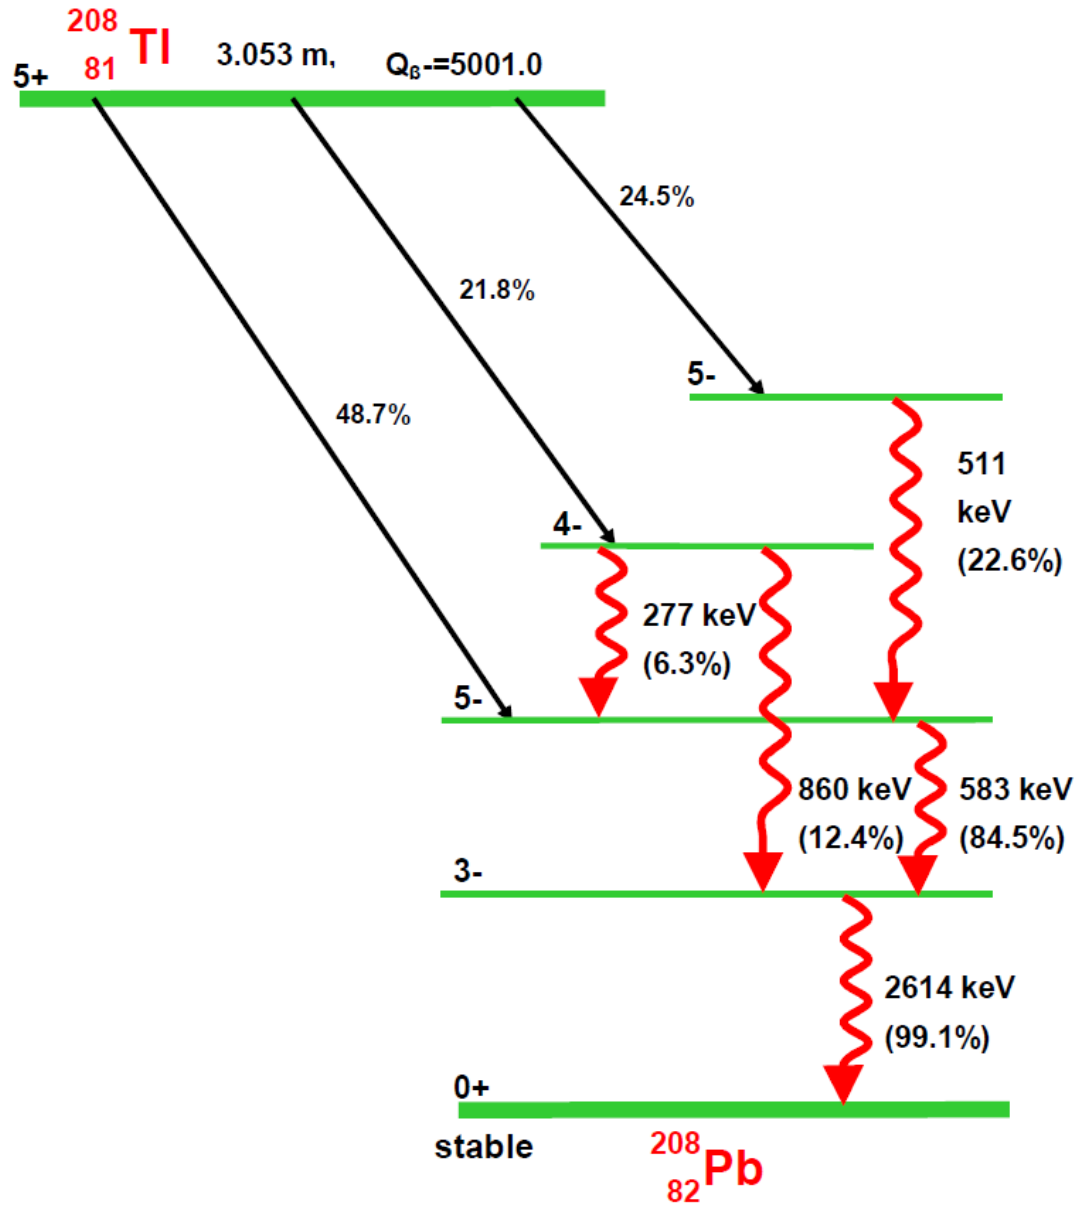 208
81 Tl 3.053 m, Qß-=5001.0
5+
24.5%
21.8%
48.7%
5-
511
keV
(22.6%)
4-
277 keV
(6.3%)
5-
860 keV
(12.4%)
583 keV
(84.5%)
3-
2614 keV
(99.1%)
0+
stable
208
82 Pb